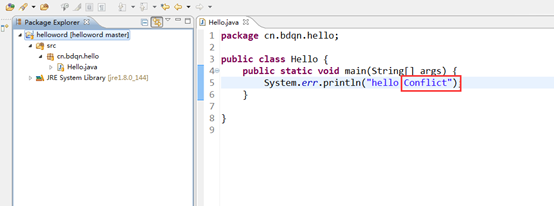 Package Explorer
helloword [helloword master]
src
cn.bdqn.hello
Hello.java
JRE System Library [jre1.8.0_144]
Hello.java
1 package cn.bdqn.hello;
2
3 public class Hello {
4 public static void main(String[] args) {
5 System.err.println("hello Conflict")
6 }
7
8 }
9